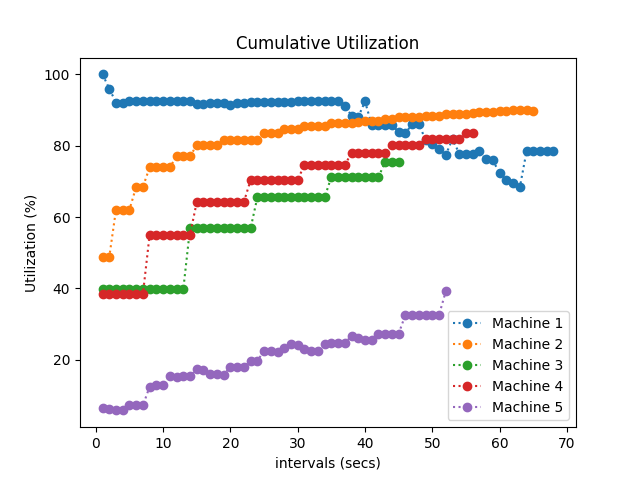 Cumulative Utilization
100
80
60
40
20
Utilization (%)
0 10 20 30 40 50 60 70
intervals (secs)
Machine 1
Machine 2
Machine 3
Machine 4
Machine 5